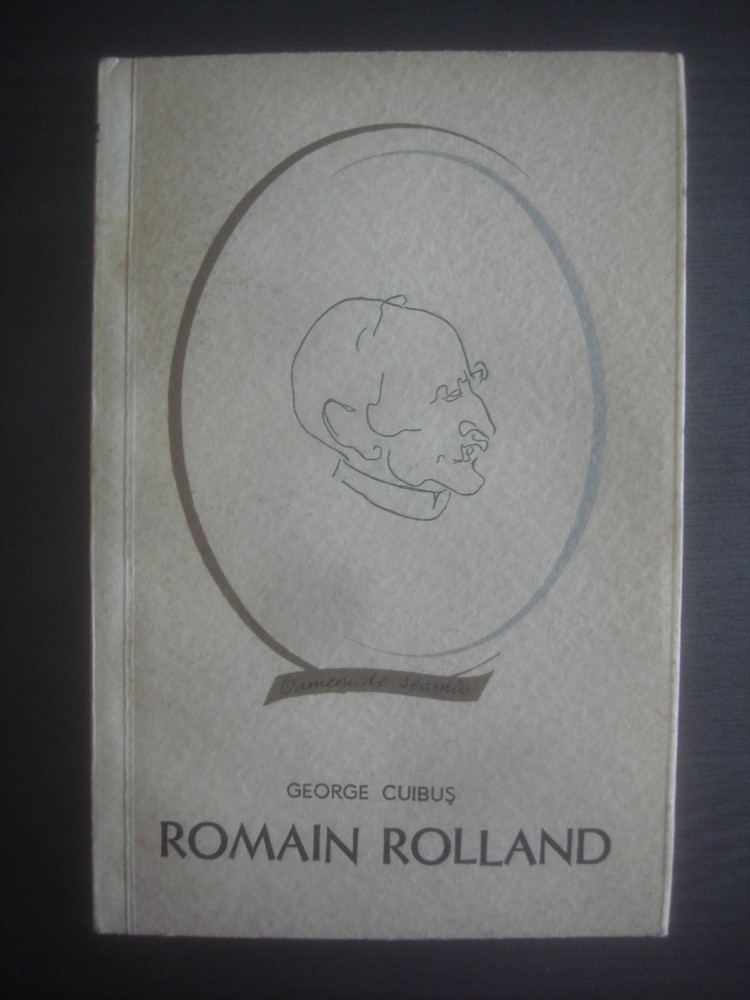 Oameni de seamă
GEORGE CUIBUȘ
ROMAIN ROLLAND